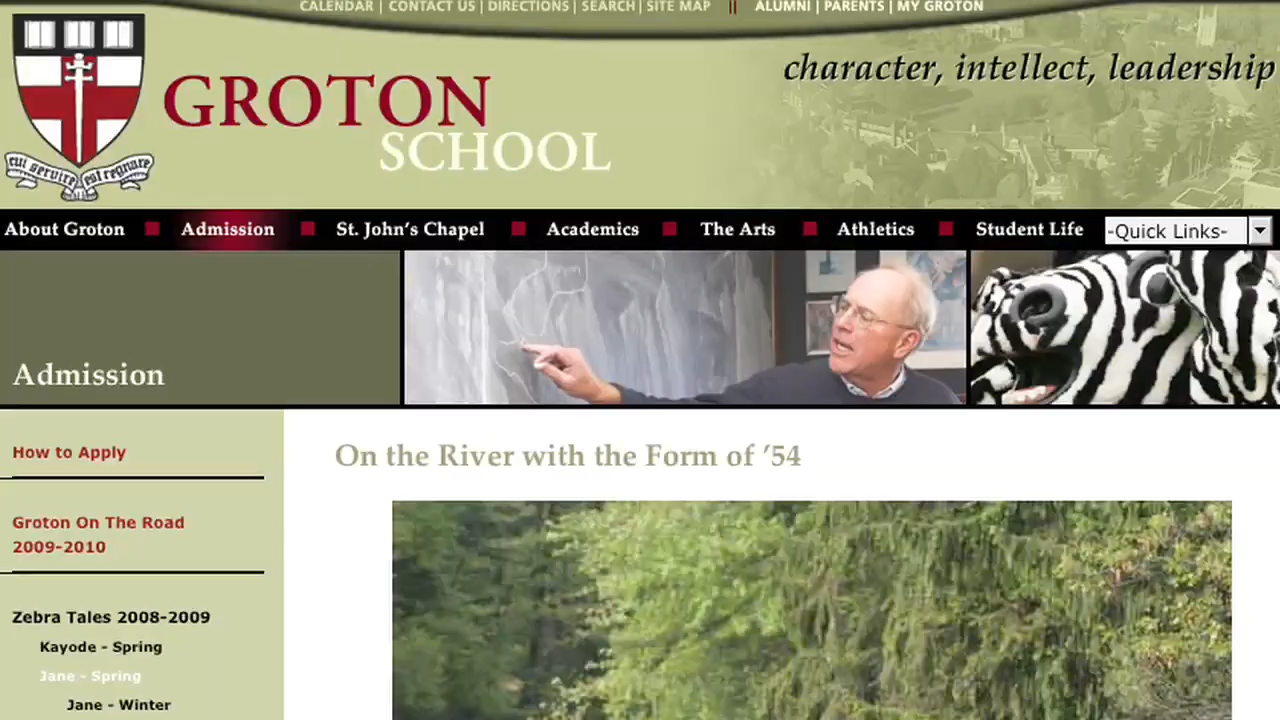 CALENDAR | CONTACT US | DIRECTIONS | SEARCH | SITE MAP || ALUMNI | PARENTS | MY GROTON
character, intellect, leadership
GROTON
SCHOOL
cui servire est regnare
About Groton Admission St. John's Chapel Academics The Arts Athletics Student Life -Quick Links-
Admission
How to Apply
On the River with the Form of '54
Groton On The Road
2009-2010
Zebra Tales 2008-2009
Kayode - Spring
Jane - Spring
Jane - Winter